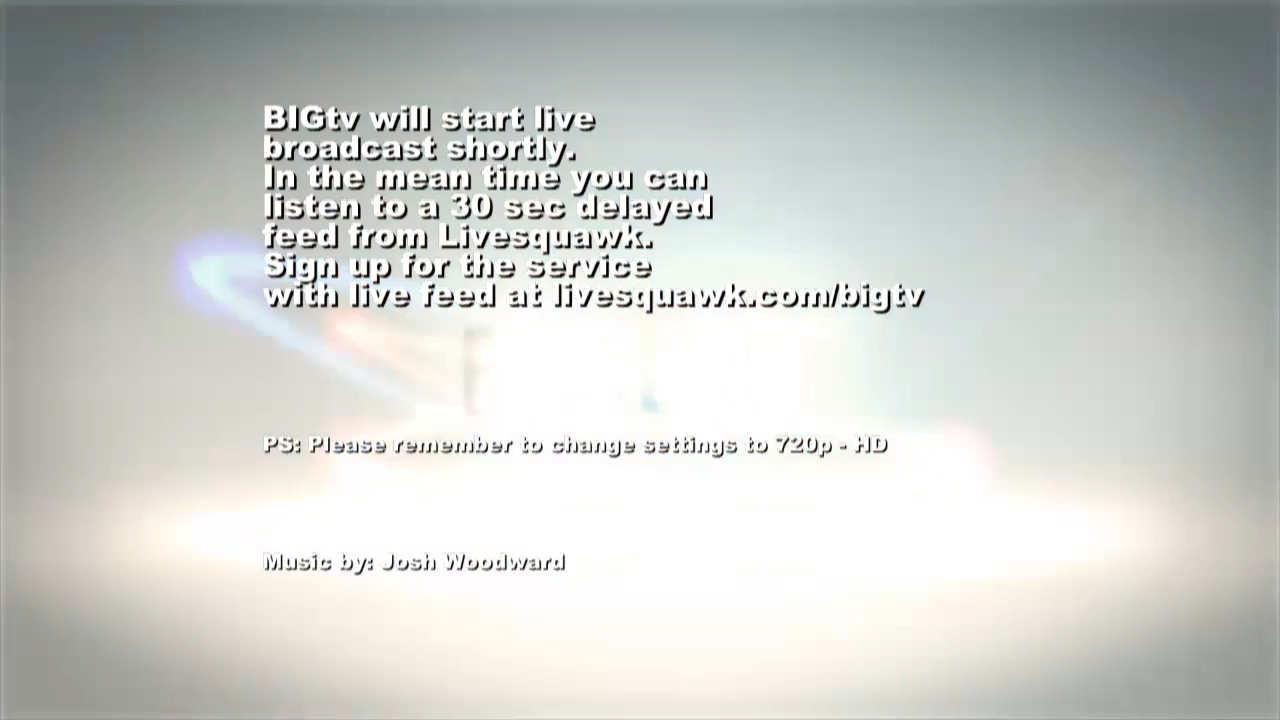 BIGtv will start live
broadcast shortly.
In the mean time you can
listen to a 30 sec delayed
feed from Livesquawk.
Sign up for the service
with live feed at livesquawk.com/bigtv
PS: Please remember to change settings to 720p - HD
Music by: Josh Woodward